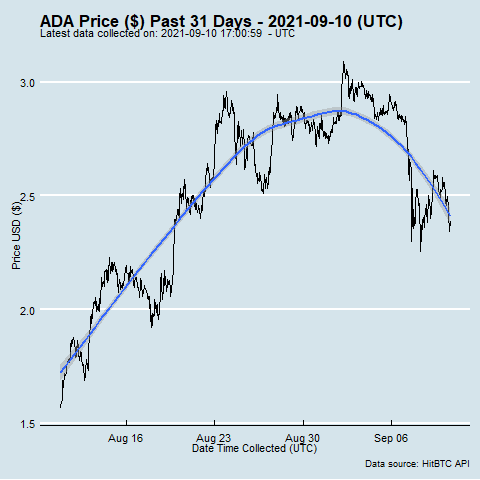 ADA Price ($) Past 31 Days - 2021-09-10 (UTC)
Latest data collected on: 2021-09-10 17:00:59  - UTC
3.0
2.5
2.0
1.5
Price USD ($)
Aug 16
Aug 23
Aug 30
Sep 06
Date Time Collected (UTC)
Data source: HitBTC API